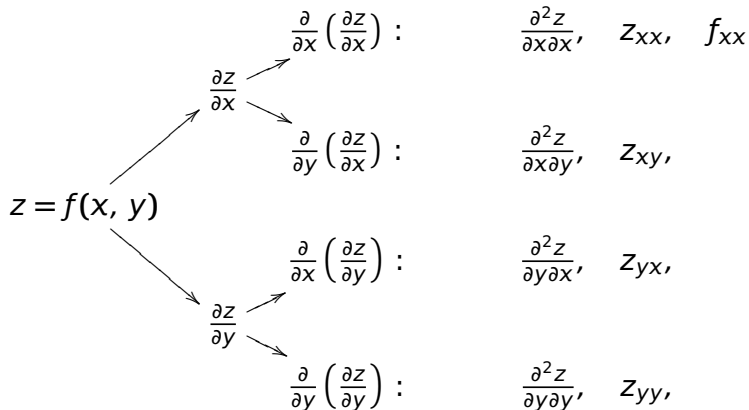 ∂/∂x (∂z/∂x) : ∂²z/∂x∂x, z_xx, f_xx
∂z/∂x
∂/∂y (∂z/∂x) : ∂²z/∂x∂y, z_xy,
z = f(x, y)
∂/∂x (∂z/∂y) : ∂²z/∂y∂x, z_yx,
∂z/∂y
∂/∂y (∂z/∂y) : ∂²z/∂y∂y, z_yy,